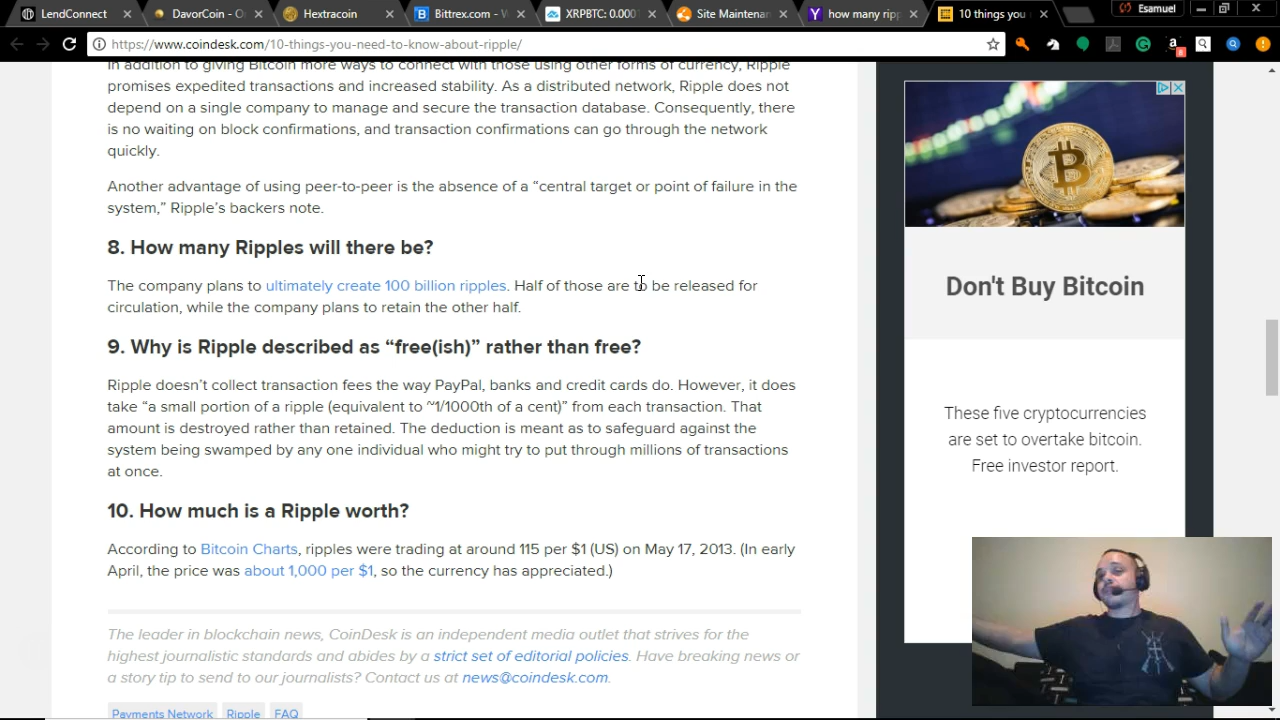 LendConnect
DavorCoin - O
Hextracoin
Bittrex.com - V
XRPBTC: 0.000
Site Maintenan
how many ripp
10 things you
Esamuel
https://www.coindesk.com/10-things-you-need-to-know-about-ripple/
In addition to giving Bitcoin more ways to connect with those using other forms of currency, Ripple
promises expedited transactions and increased stability. As a distributed network, Ripple does not
depend on a single company to manage and secure the transaction database. Consequently, there
is no waiting on block confirmations, and transaction confirmations can go through the network
quickly.
Another advantage of using peer-to-peer is the absence of a “central target or point of failure in the
system,” Ripple’s backers note.
8. How many Ripples will there be?
The company plans to ultimately create 100 billion ripples. Half of those are to be released for
circulation, while the company plans to retain the other half.
9. Why is Ripple described as “free(ish)” rather than free?
Ripple doesn’t collect transaction fees the way PayPal, banks and credit cards do. However, it does
take “a small portion of a ripple (equivalent to ~1/1000th of a cent)” from each transaction. That
amount is destroyed rather than retained. The deduction is meant as to safeguard against the
system being swamped by any one individual who might try to put through millions of transactions
at once.
10. How much is a Ripple worth?
According to Bitcoin Charts, ripples were trading at around 115 per $1 (US) on May 17, 2013. (In early
April, the price was about 1,000 per $1, so the currency has appreciated.)
The leader in blockchain news, CoinDesk is an independent media outlet that strives for the
highest journalistic standards and abides by a strict set of editorial policies. Have breaking news or
a story tip to send to our journalists? Contact us at news@coindesk.com.
Payments Network
Ripple
FAQ
Don't Buy Bitcoin
These five cryptocurrencies
are set to overtake bitcoin.
Free investor report.